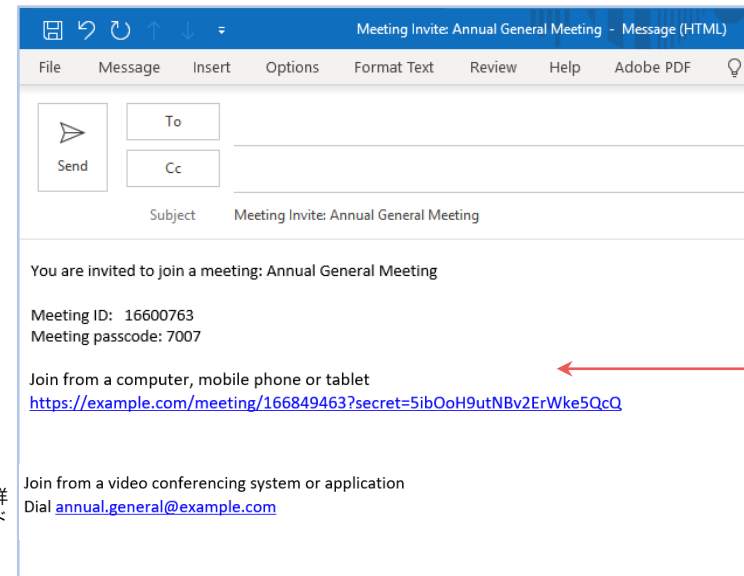 Meeting Invite: Annual General Meeting - Message (HTML)
File Message Insert Options Format Text Review Help Adobe PDF
Send
To
Cc
Subject Meeting Invite: Annual General Meeting
You are invited to join a meeting: Annual General Meeting
Meeting ID: 16600763
Meeting passcode: 7007
Join from a computer, mobile phone or tablet
https://example.com/meeting/166849463?secret=5ibOoH9utNBv2ErWke5QcQ
Join from a video conferencing system or application
Dial annual.general@example.com